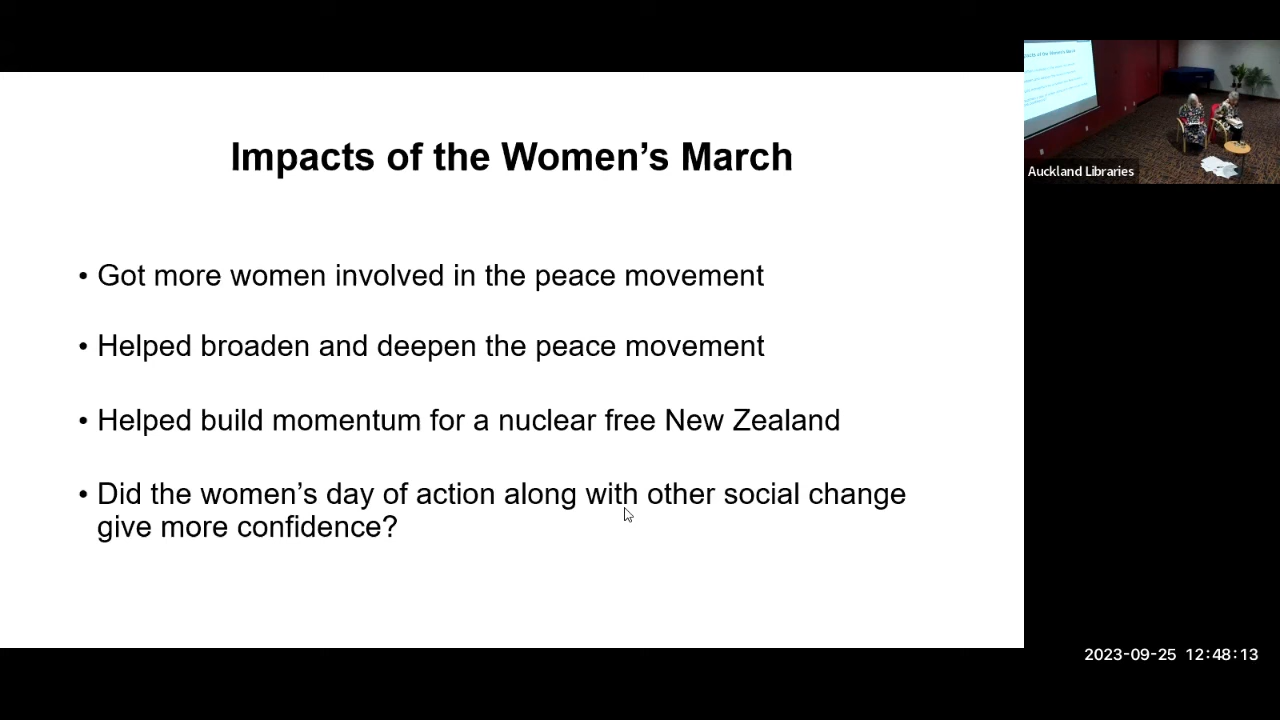 Impacts of the Women’s March
• Got more women involved in the peace movement
• Helped broaden and deepen the peace movement
• Helped build momentum for a nuclear free New Zealand
• Did the women’s day of action along with other social change
give more confidence?
Auckland Libraries
2023-09-25 12:48:13